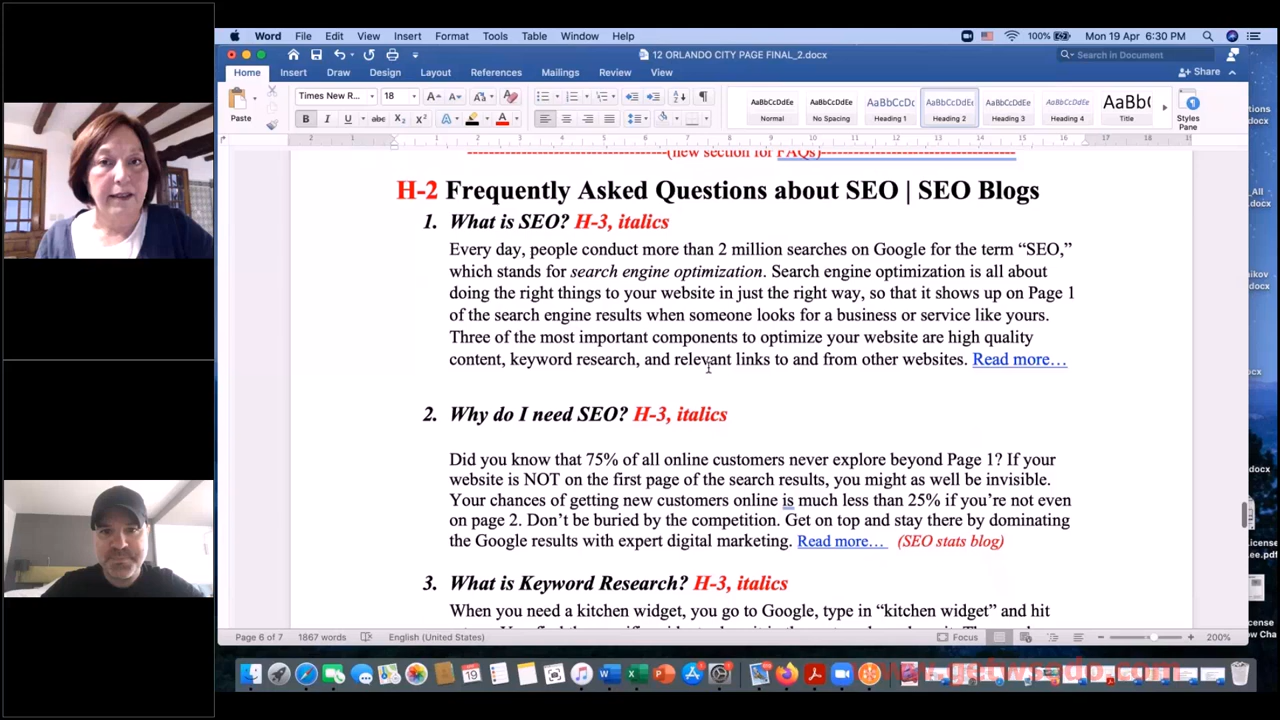 Word File Edit View Insert Format Tools Table Window Help 100% Mon 19 Apr 6:30 PM
12 ORLANDO CITY PAGE FINAL_2.docx
Search in Document
Home Insert Draw Design Layout References Mailings Review View
Share
Paste
Times New R... 18
AaBbCcDdEe AaBbCcDdEe AaBbCcDc AaBbCcDdEe AaBbCcDdEe AaBbCcDdEe AaBb(
Normal No Spacing Heading 1 Heading 2 Heading 3 Heading 4 Title
Styles
Pane
(new section for FAQs)
H-2 Frequently Asked Questions about SEO | SEO Blogs
1. What is SEO? H-3, italics
Every day, people conduct more than 2 million searches on Google for the term “SEO,”
which stands for search engine optimization. Search engine optimization is all about
doing the right things to your website in just the right way, so that it shows up on Page 1
of the search engine results when someone looks for a business or service like yours.
Three of the most important components to optimize your website are high quality
content, keyword research, and relevant links to and from other websites. Read more…
2. Why do I need SEO? H-3, italics
Did you know that 75% of all online customers never explore beyond Page 1? If your
website is NOT on the first page of the search results, you might as well be invisible.
Your chances of getting new customers online is much less than 25% if you’re not even
on page 2. Don’t be buried by the competition. Get on top and stay there by dominating
the Google results with expert digital marketing. Read more… (SEO stats blog)
3. What is Keyword Research? H-3, italics
When you need a kitchen widget, you go to Google, type in “kitchen widget” and hit
Page 6 of 7 1867 words English (United States) Focus 200%